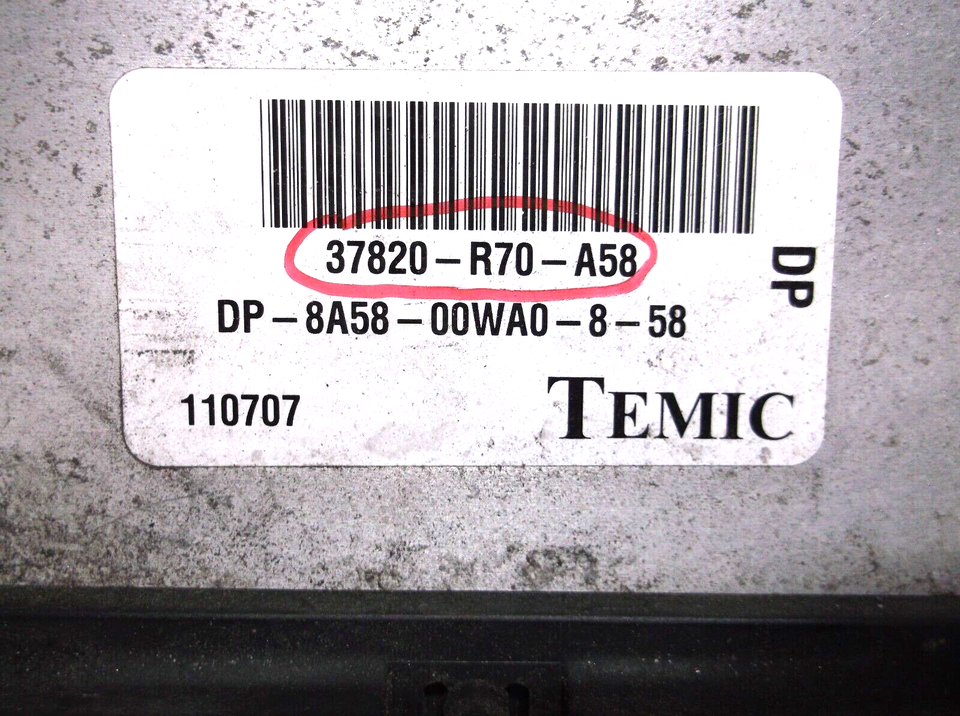 37820-R70-A58
DP-8A58-00WA0-8-58
DP
110707
TEMIC